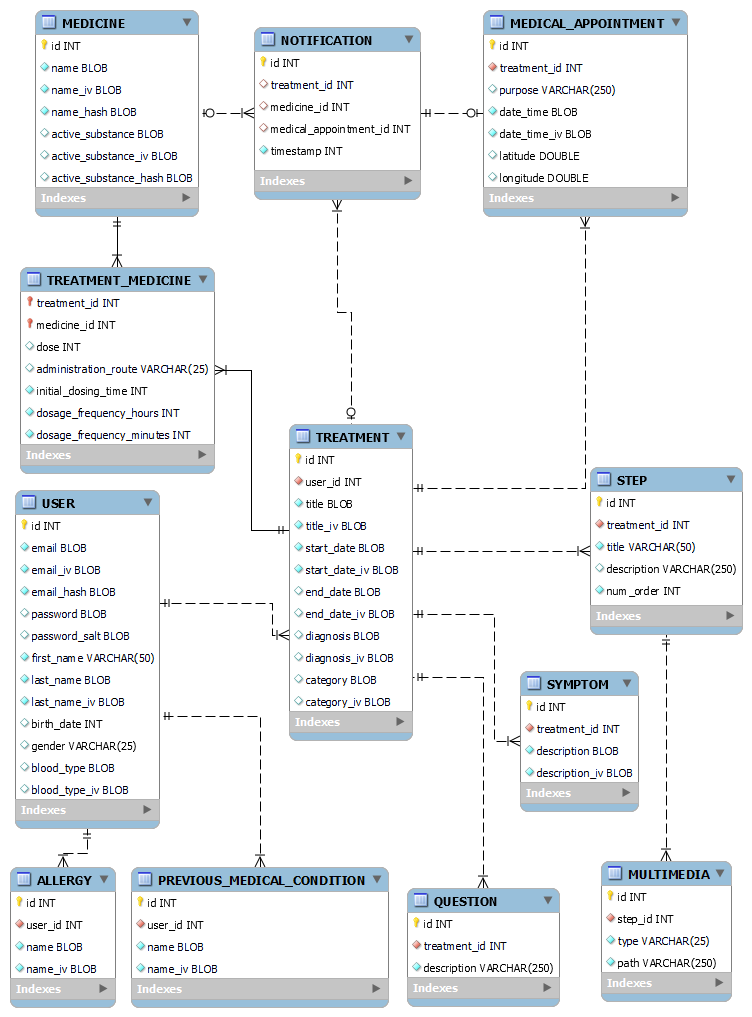 MEDICINE
id INT
name BLOB
name_iv BLOB
name_hash BLOB
active_substance BLOB
active_substance_iv BLOB
active_substance_hash BLOB
Indexes
NOTIFICATION
id INT
treatment_id INT
medicine_id INT
medical_appointment_id INT
timestamp INT
Indexes
MEDICAL_APPOINTMENT
id INT
treatment_id INT
purpose VARCHAR(250)
date_time BLOB
date_time_iv BLOB
latitude DOUBLE
longitude DOUBLE
Indexes
TREATMENT_MEDICINE
treatment_id INT
medicine_id INT
dose INT
administration_route VARCHAR(25)
initial_dosing_time INT
dosage_frequency_hours INT
dosage_frequency_minutes INT
Indexes
TREATMENT
id INT
user_id INT
title BLOB
title_iv BLOB
start_date BLOB
start_date_iv BLOB
end_date BLOB
end_date_iv BLOB
diagnosis BLOB
diagnosis_iv BLOB
category BLOB
category_iv BLOB
Indexes
STEP
id INT
treatment_id INT
title VARCHAR(50)
description VARCHAR(250)
num_order INT
Indexes
USER
id INT
email BLOB
email_iv BLOB
email_hash BLOB
password BLOB
password_salt BLOB
first_name VARCHAR(50)
last_name BLOB
last_name_iv BLOB
birth_date INT
gender VARCHAR(25)
blood_type BLOB
blood_type_iv BLOB
Indexes
SYMPTOM
id INT
treatment_id INT
description BLOB
description_iv BLOB
Indexes
ALLERGY
id INT
user_id INT
name BLOB
name_iv BLOB
Indexes
PREVIOUS_MEDICAL_CONDITION
id INT
user_id INT
name BLOB
name_iv BLOB
Indexes
QUESTION
id INT
treatment_id INT
description VARCHAR(250)
Indexes
MULTIMEDIA
id INT
step_id INT
type VARCHAR(25)
path VARCHAR(250)
Indexes